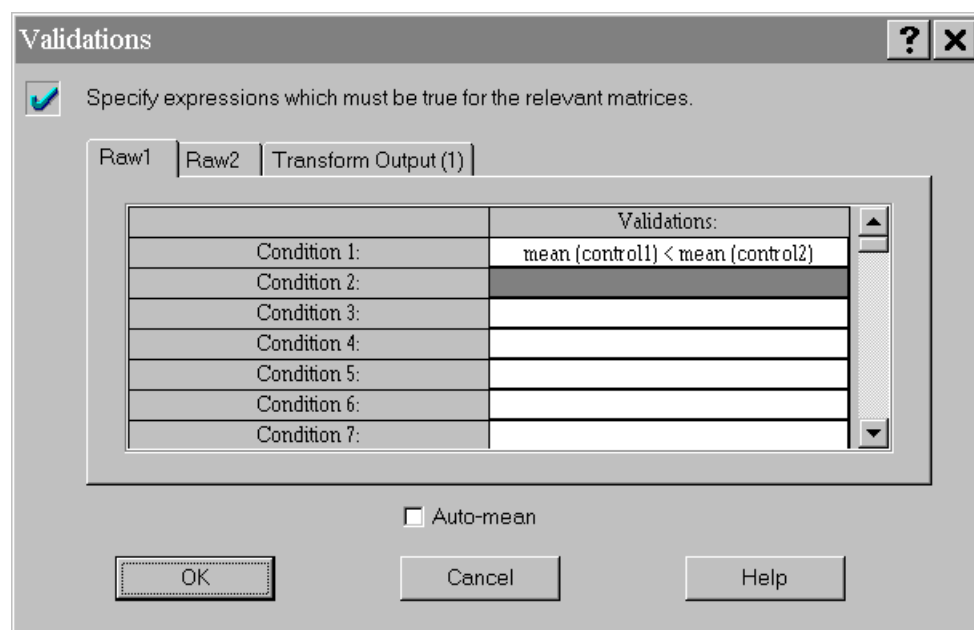 Validations
Specify expressions which must be true for the relevant matrices.
Raw1 Raw2 Transform Output (1)
Validations:
Condition 1: mean (control1) < mean (control2)
Condition 2:
Condition 3:
Condition 4:
Condition 5:
Condition 6:
Condition 7:
Auto-mean
OK Cancel Help